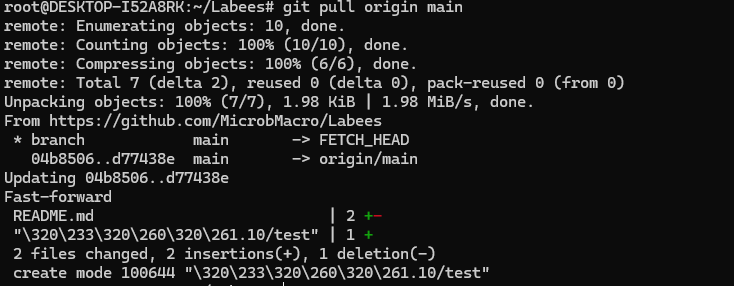 root@DESKTOP-I52A8RK:~/Labees# git pull origin main
remote: Enumerating objects: 10, done.
remote: Counting objects: 100% (10/10), done.
remote: Compressing objects: 100% (6/6), done.
remote: Total 7 (delta 2), reused 0 (delta 0), pack-reused 0 (from 0)
Unpacking objects: 100% (7/7), 1.98 KiB | 1.98 MiB/s, done.
From https://github.com/MicrobMacro/Labees
 * branch            main       -> FETCH_HEAD
   04b8506..d77438e  main       -> origin/main
Updating 04b8506..d77438e
Fast-forward
 README.md                              | 2 +-
 "\320\233\320\260\320\261.10/test" | 1 +
 2 files changed, 2 insertions(+), 1 deletion(-)
 create mode 100644 "\320\233\320\260\320\261.10/test"